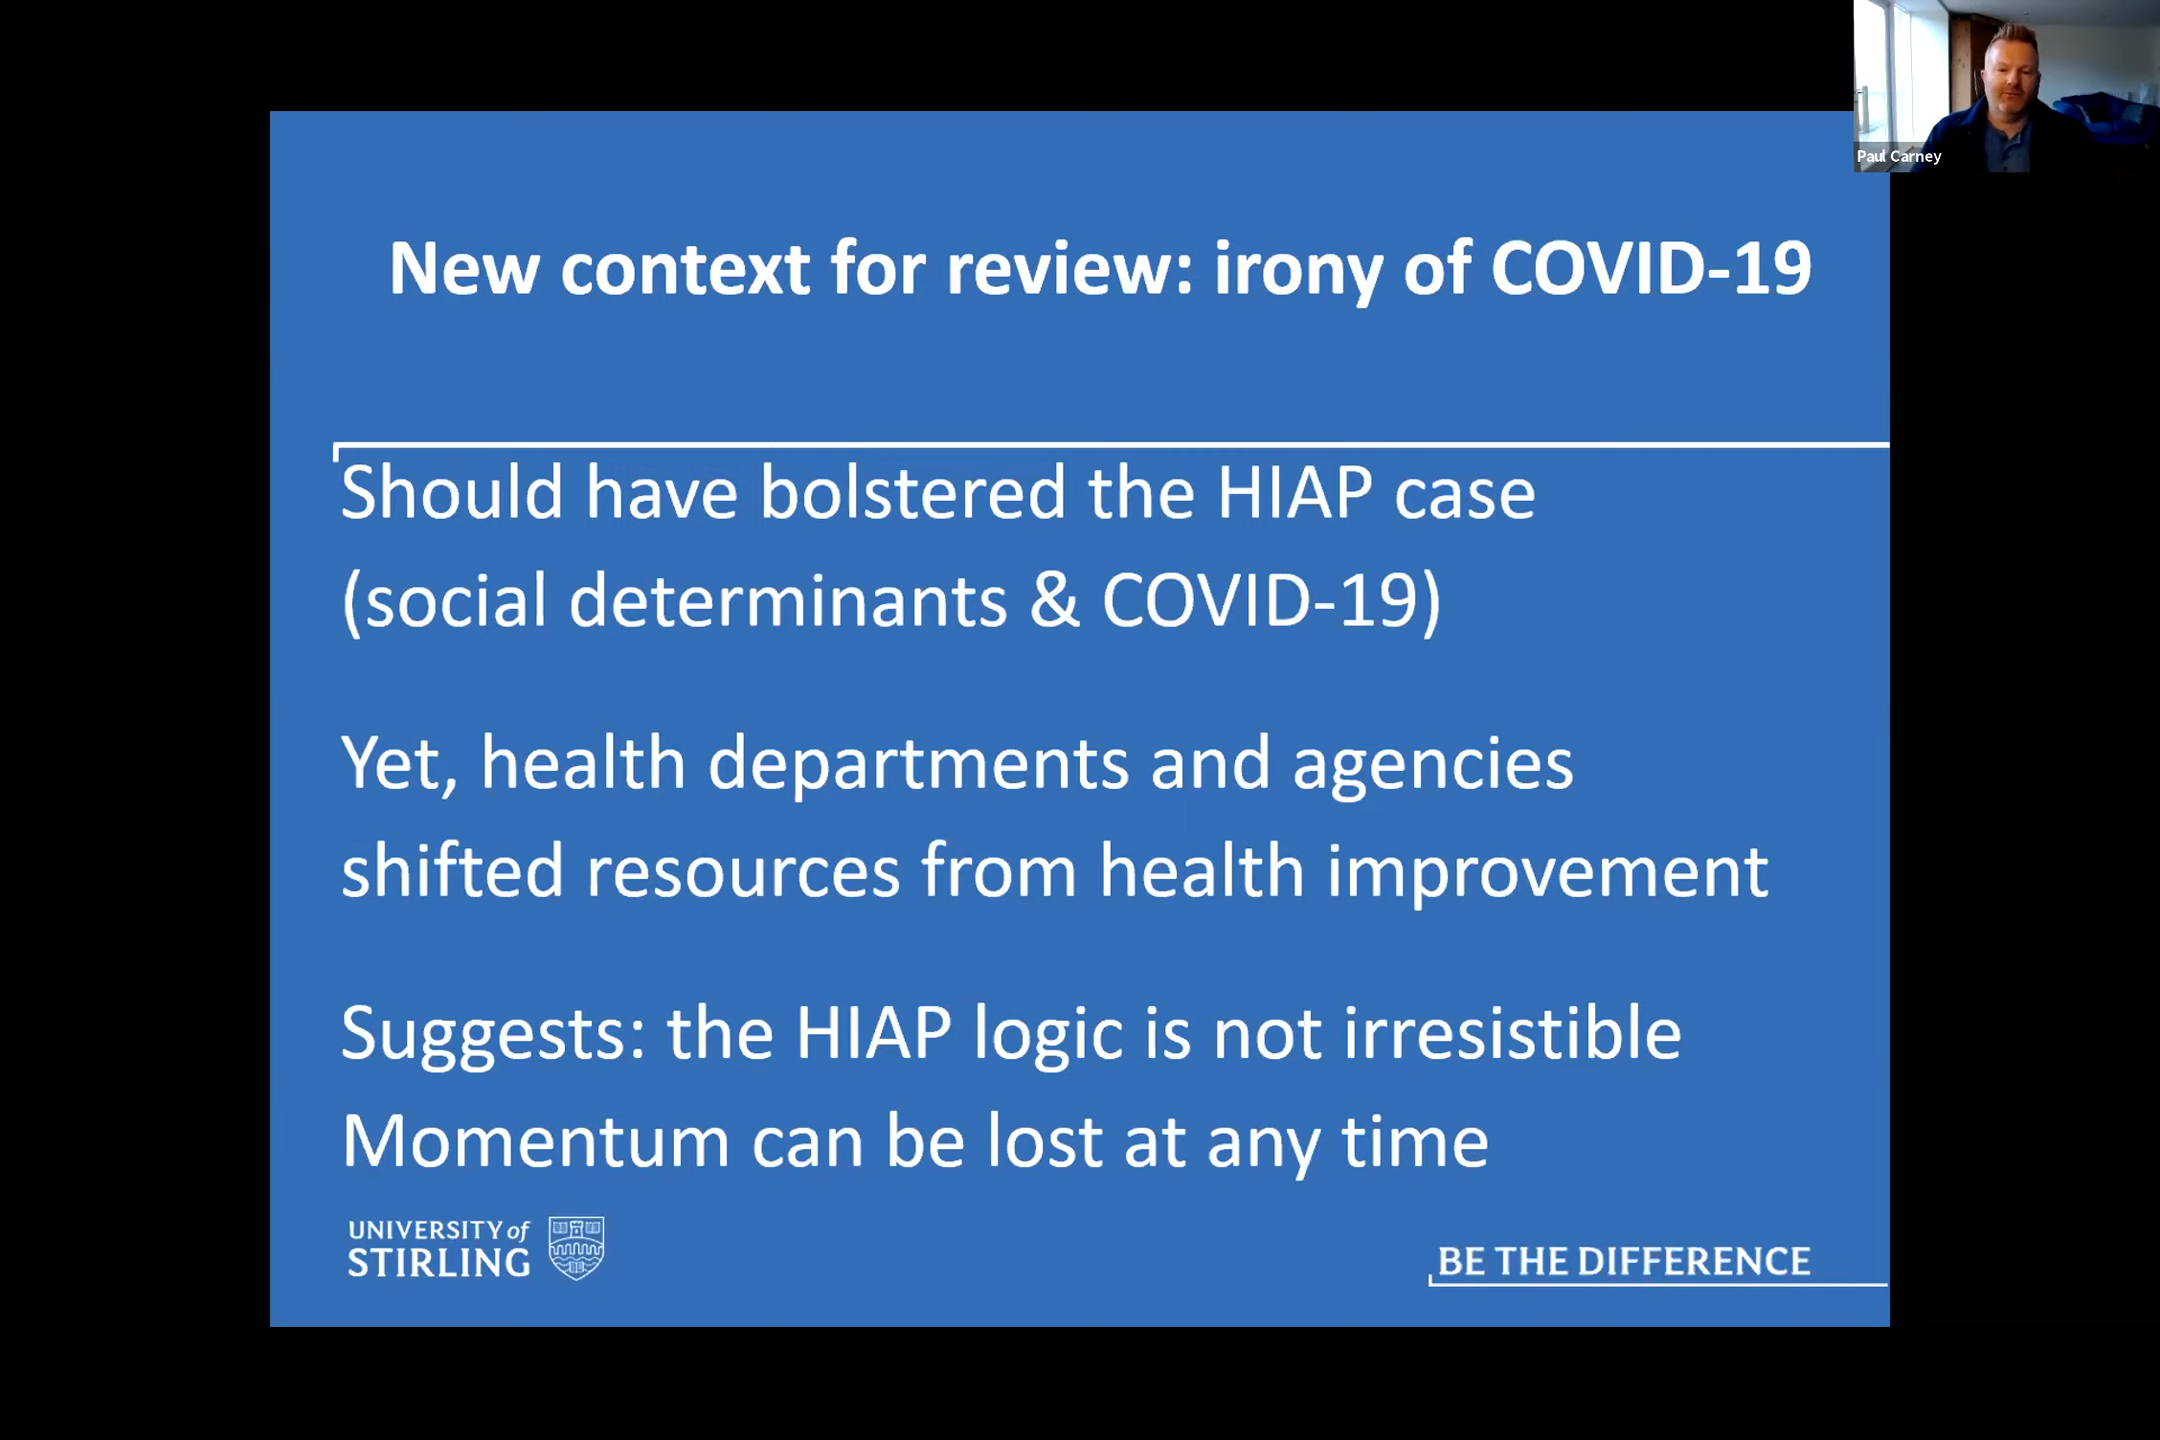 Paul Carney
New context for review: irony of COVID-19
Should have bolstered the HIAP case
(social determinants & COVID-19)
Yet, health departments and agencies
shifted resources from health improvement
Suggests: the HIAP logic is not irresistible
Momentum can be lost at any time
UNIVERSITY of
STIRLING
BE THE DIFFERENCE